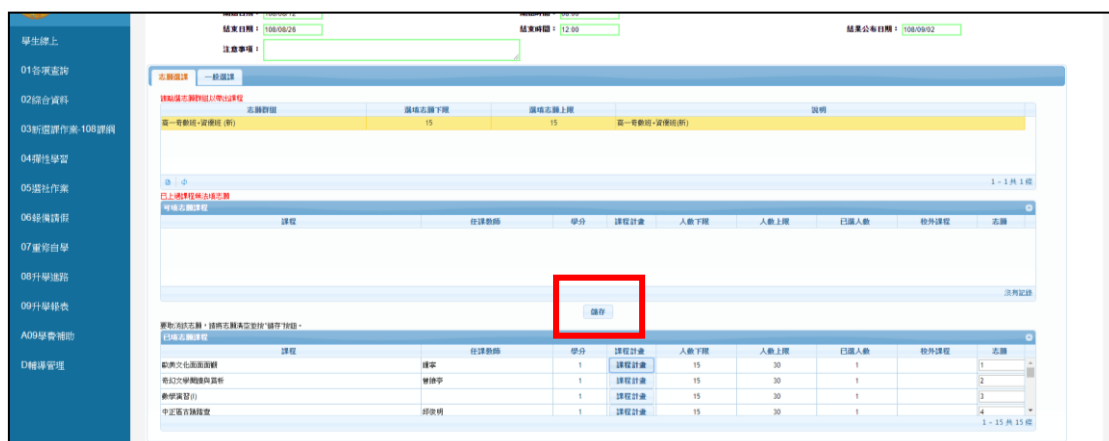 學生線上
01各項查詢
02綜合資料
03新選課作業-108課綱
04彈性學習
05選社作業
06缺曠請假
07重修自學
08升學進路
09升學報表
A09學費補助
D輔導管理
結束日期： 108/08/26 結束時間： 12:00 結果公布日期： 108/09/02
注意事項：
志願選課 一般選課
請點選志願群組以帶出課程
志願群組 選填志願下限 選填志願上限 說明
高一奇數班+資優班 (新) 15 15 高一奇數班+資優班(新)
1 - 1 共 1 條
已上過課程無法填志願
可填志願課程
課程 任課教師 學分 課程計畫 人數下限 人數上限 已選人數 校外課程 志願
沒有記錄
儲存
要取消該志願，請將志願清空並按"儲存"按鈕。
已填志願課程
課程 任課教師 學分 課程計畫 人數下限 人數上限 已選人數 校外課程 志願
歐美文化面面觀 1 課程計畫 15 30 1 1
奇幻文學閱讀與賞析 1 課程計畫 15 30 1 2
數學演習(I) 1 課程計畫 15 30 1 3
中正區古蹟踏查 邱俊明 1 課程計畫 15 30 1 4
1 - 15 共 15 條